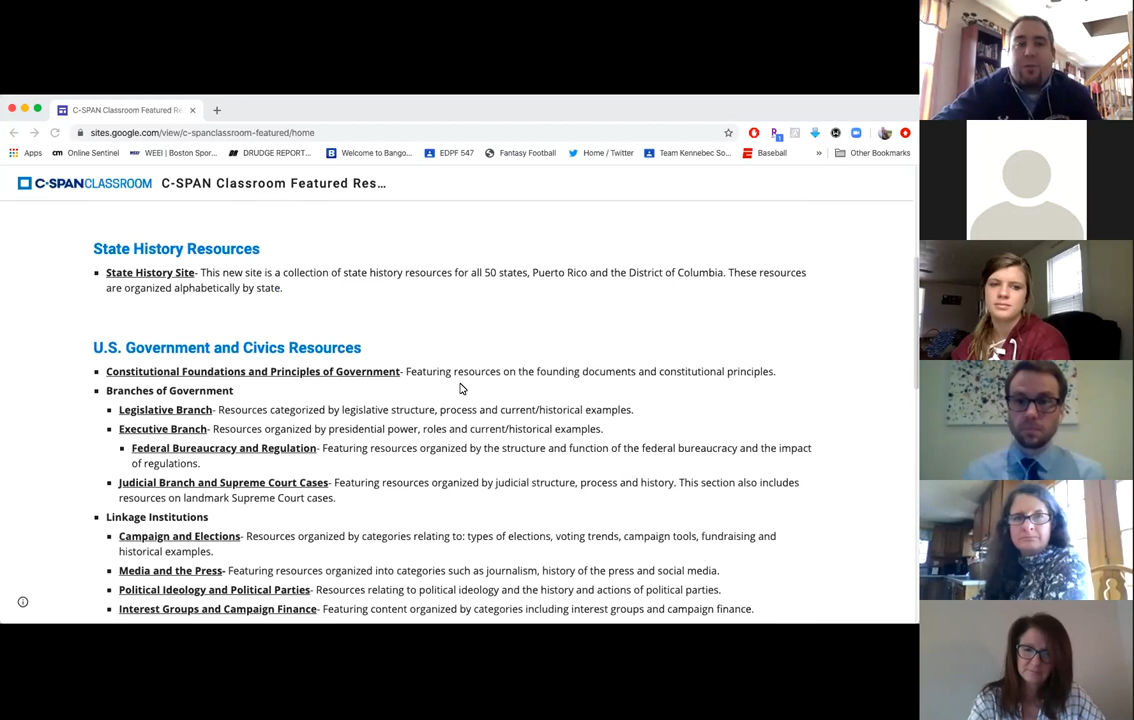 C-SPAN Classroom Featured Re
sites.google.com/view/c-spanclassroom-featured/home
Apps
cm Online Sentinel
WEEI | Boston Spor...
DRUDGE REPORT...
B Welcome to Bango...
EDPF 547
Fantasy Football
Home / Twitter
Team Kennebec So...
Baseball
»
Other Bookmarks
C-SPANCLASSROOM
C-SPAN Classroom Featured Res...
State History Resources
State History Site- This new site is a collection of state history resources for all 50 states, Puerto Rico and the District of Columbia. These resources
are organized alphabetically by state.
U.S. Government and Civics Resources
Constitutional Foundations and Principles of Government- Featuring resources on the founding documents and constitutional principles.
Branches of Government
Legislative Branch- Resources categorized by legislative structure, process and current/historical examples.
Executive Branch- Resources organized by presidential power, roles and current/historical examples.
Federal Bureaucracy and Regulation- Featuring resources organized by the structure and function of the federal bureaucracy and the impact
of regulations.
Judicial Branch and Supreme Court Cases- Featuring resources organized by judicial structure, process and history. This section also includes
resources on landmark Supreme Court cases.
Linkage Institutions
Campaign and Elections- Resources organized by categories relating to: types of elections, voting trends, campaign tools, fundraising and
historical examples.
Media and the Press- Featuring resources organized into categories such as journalism, history of the press and social media.
Political Ideology and Political Parties- Resources relating to political ideology and the history and actions of political parties.
Interest Groups and Campaign Finance- Featuring content organized by categories including interest groups and campaign finance.